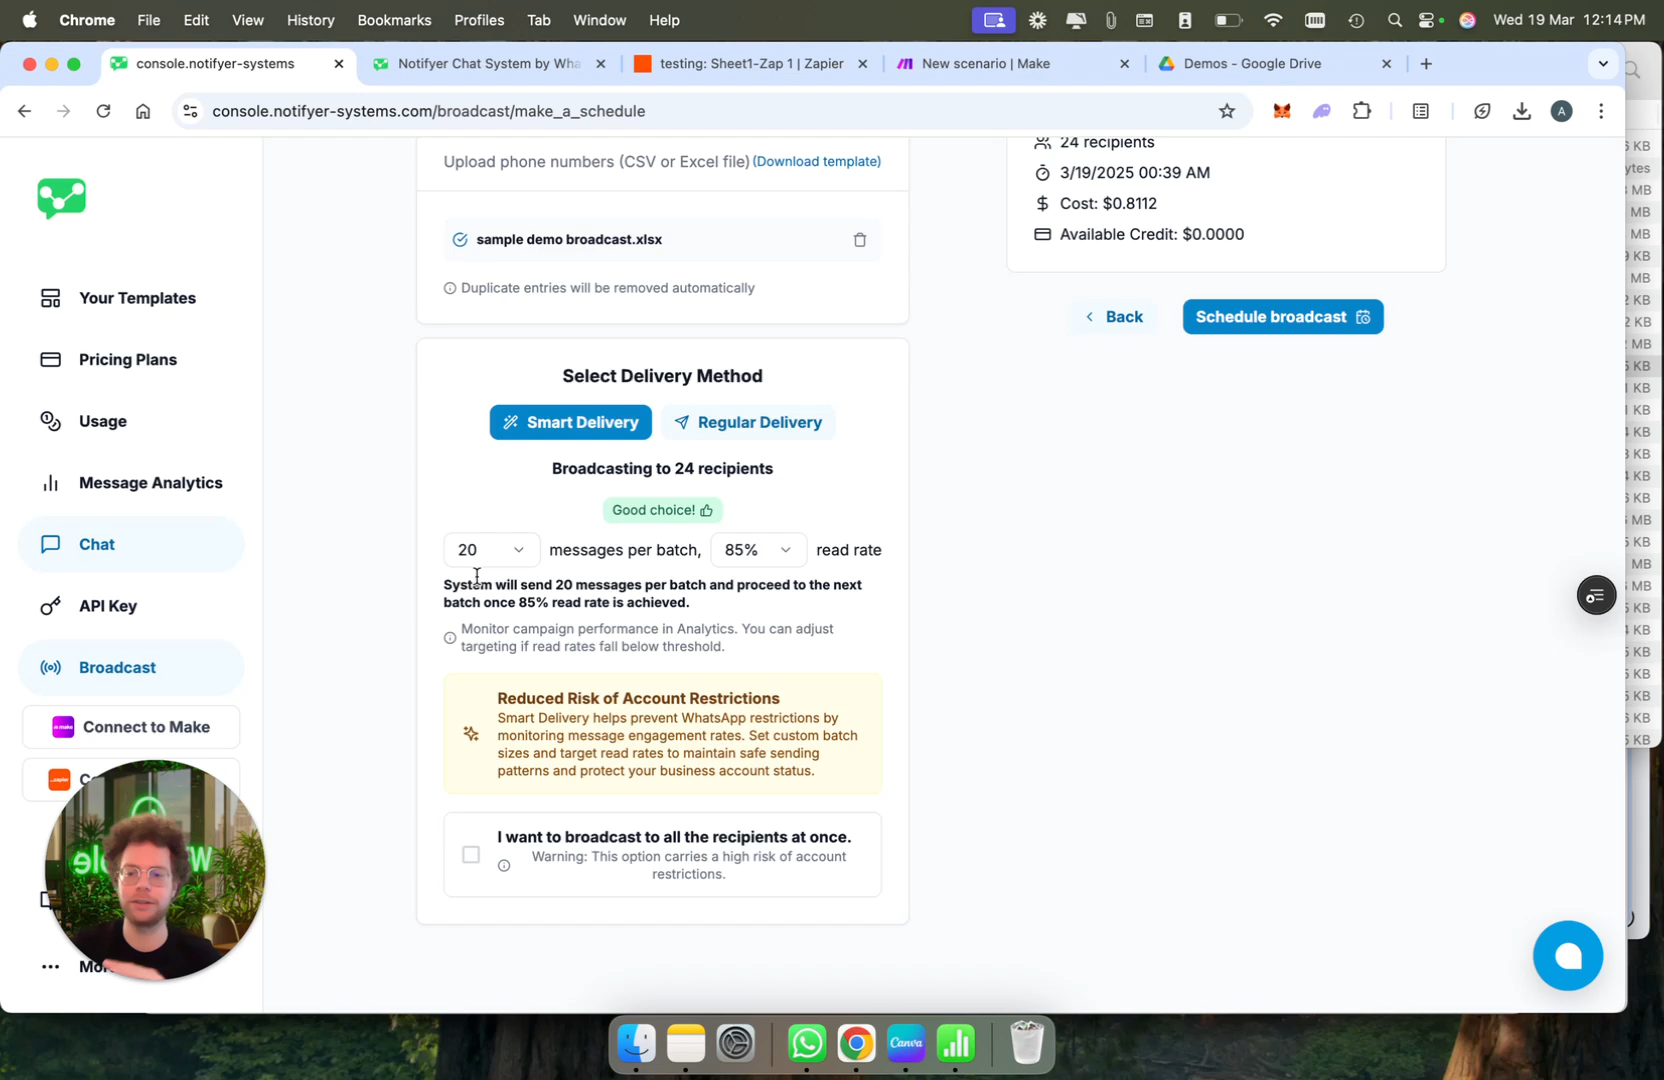 Chrome File Edit View History Bookmarks Profiles Tab Window Help Wed 19 Mar 12:14 PM
console.notifyer-systems
Notifyer Chat System by Wha
testing: Sheet1-Zap 1 | Zapier
New scenario | Make
Demos - Google Drive
console.notifyer-systems.com/broadcast/make_a_schedule
A
Your Templates
Pricing Plans
Usage
Message Analytics
Chat
API Key
Broadcast
Connect to Make
Upload phone numbers (CSV or Excel file) (Download template)
sample demo broadcast.xlsx
Duplicate entries will be removed automatically
Select Delivery Method
Smart Delivery Regular Delivery
Broadcasting to 24 recipients
Good choice!
20 messages per batch, 85% read rate
System will send 20 messages per batch and proceed to the next
batch once 85% read rate is achieved.
Monitor campaign performance in Analytics. You can adjust
targeting if read rates fall below threshold.
Reduced Risk of Account Restrictions
Smart Delivery helps prevent WhatsApp restrictions by
monitoring message engagement rates. Set custom batch
sizes and target read rates to maintain safe sending
patterns and protect your business account status.
I want to broadcast to all the recipients at once.
Warning: This option carries a high risk of account
restrictions.
24 recipients
3/19/2025 00:39 AM
Cost: $0.8112
Available Credit: $0.0000
Back
Schedule broadcast
Canva